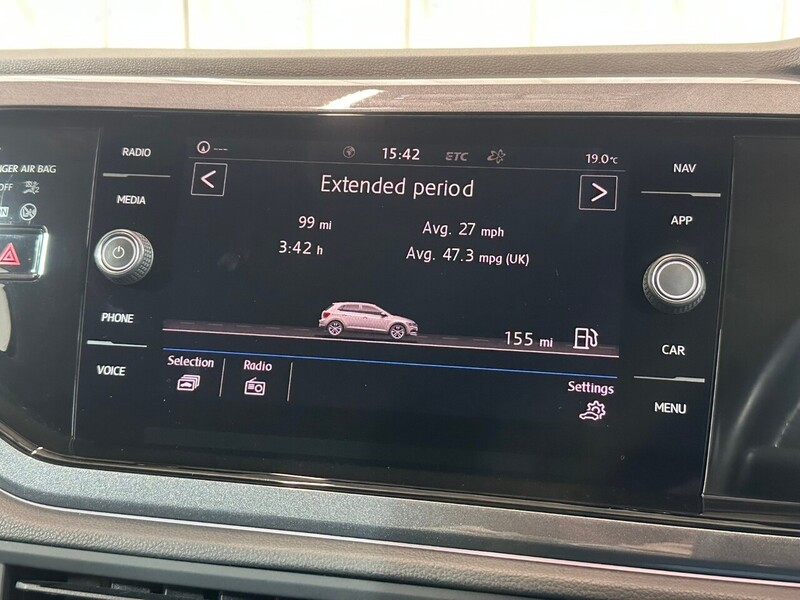 NGER AIR BAG
OFF
RADIO
MEDIA
PHONE
VOICE
---
15:42
ETC
19.0°C
<
Extended period
>
99 mi
Avg. 27 mph
3:42 h
Avg. 47.3 mpg (UK)
155 mi
Selection
Radio
Settings
NAV
APP
CAR
MENU